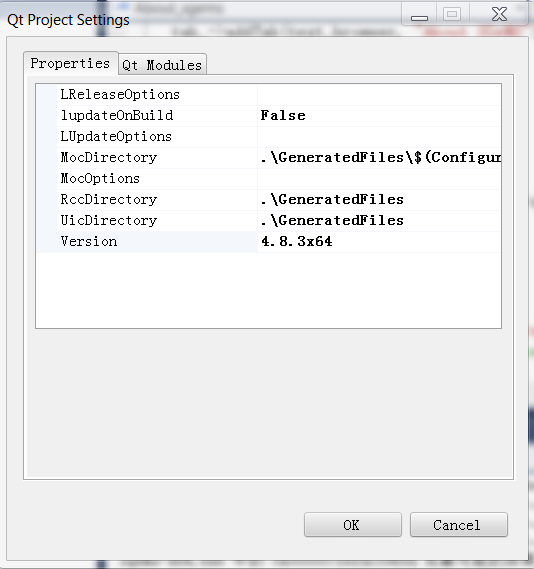 Qt Project Settings
Properties
Qt Modules
LReleaseOptions
lupdateOnBuild False
LUpdateOptions
MocDirectory .\GeneratedFiles\$(Configur
MocOptions
RccDirectory .\GeneratedFiles
UicDirectory .\GeneratedFiles
Version 4.8.3x64
OK
Cancel